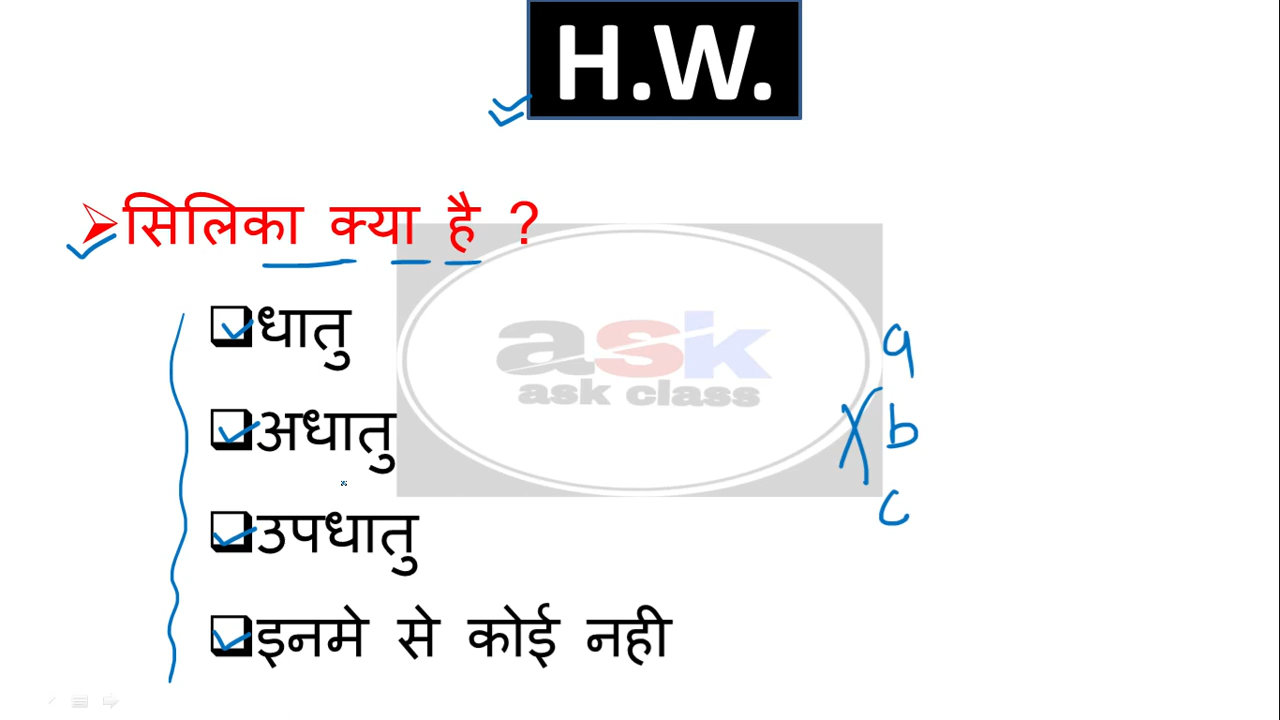 H.W.
सिलिका क्या है ?
धातु
अधातु
उपधातु
इनमे से कोई नही
ask
ask class
a
b
c